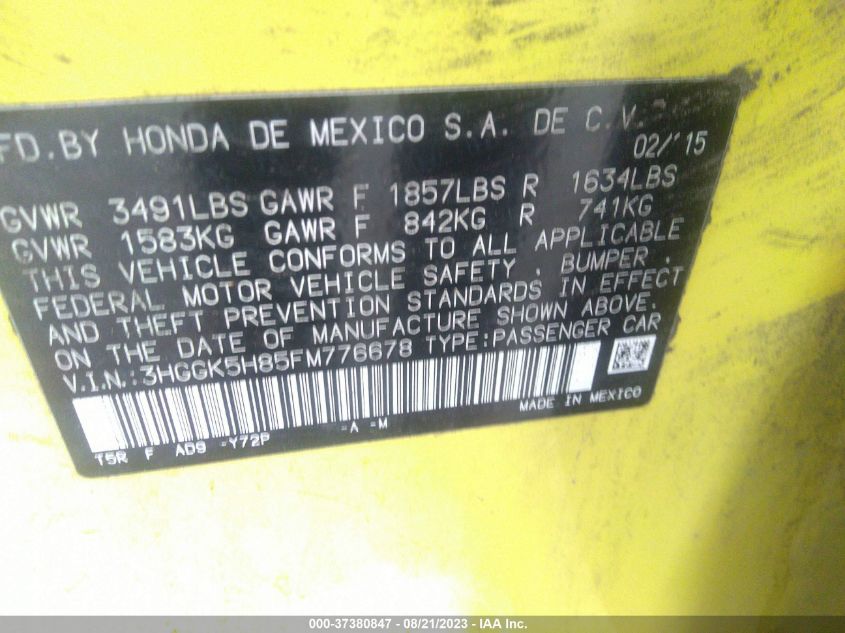 FD. BY HONDA DE MEXICO S.A. DE C.V.
02/'15
GVWR 3491LBS GAWR F 1857LBS R 1634LBS
GVWR 1583KG GAWR F 842KG R 741KG
THIS VEHICLE CONFORMS TO ALL APPLICABLE
FEDERAL MOTOR VEHICLE SAFETY , BUMPER ,
AND THEFT PREVENTION STANDARDS IN EFFECT
ON THE DATE OF MANUFACTURE SHOWN ABOVE.
V.I.N.:3HGGK5H85FM776678 TYPE:PASSENGER CAR
MADE IN MEXICO
T5R F AD9 -Y72P -A -M
000-37380847 - 08/21/2023 - IAA Inc.